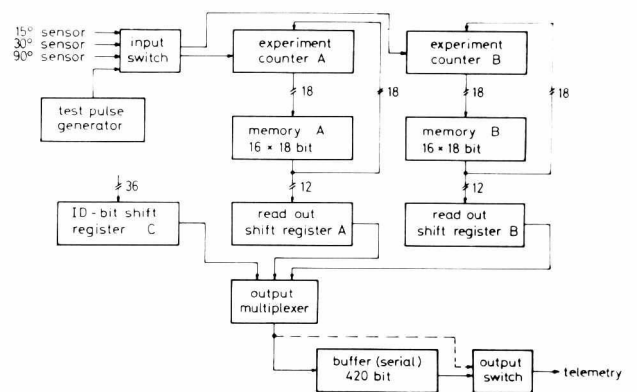 15° sensor
30° sensor
90° sensor
input
switch
experiment
counter A
experiment
counter B
18
18
18
18
test pulse
generator
memory A
16 × 18 bit
memory B
16 × 18 bit
36
12
12
ID-bit shift
register C
read out
shift register A
read out
shift register B
output
multiplexer
buffer (serial)
420 bit
output
switch
telemetry